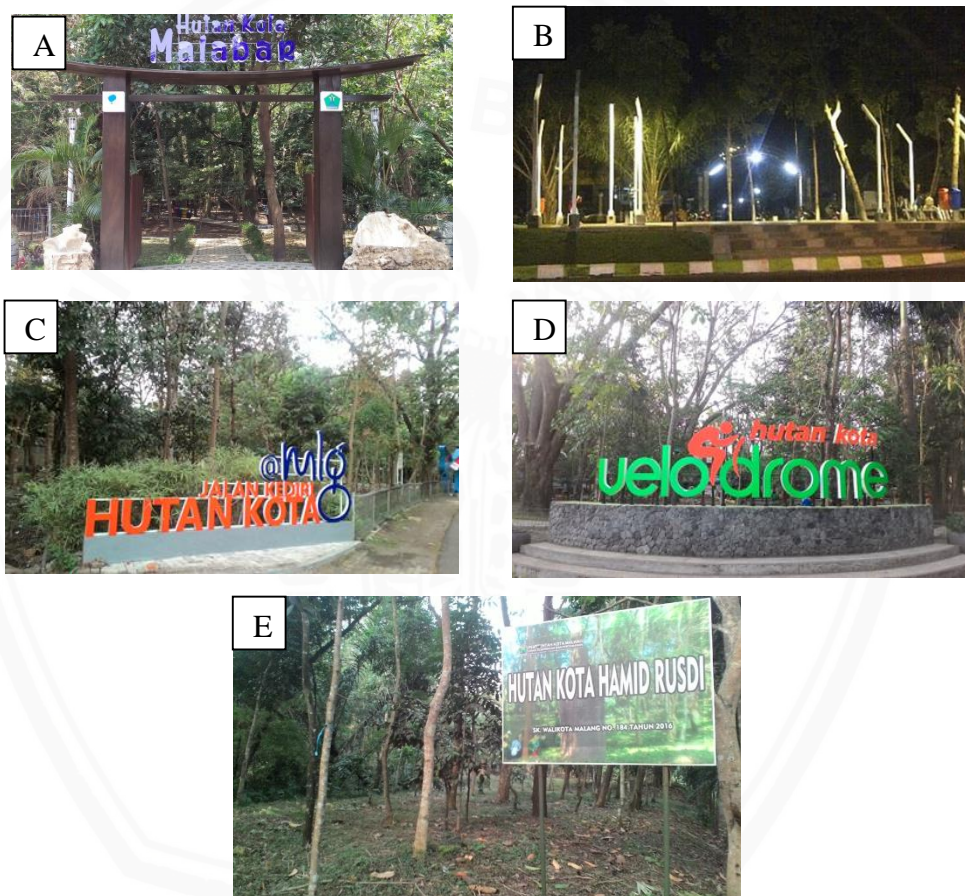 A
Hutan Kota
Malabar
B
C
@mlg
JALAN KEDIRI
HUTAN KOTA
D
hutan kota
velodrome
E
HUTAN KOTA HAMID RUSDI
SK. WALIKOTA MALANG NO. 184 TAHUN 2016